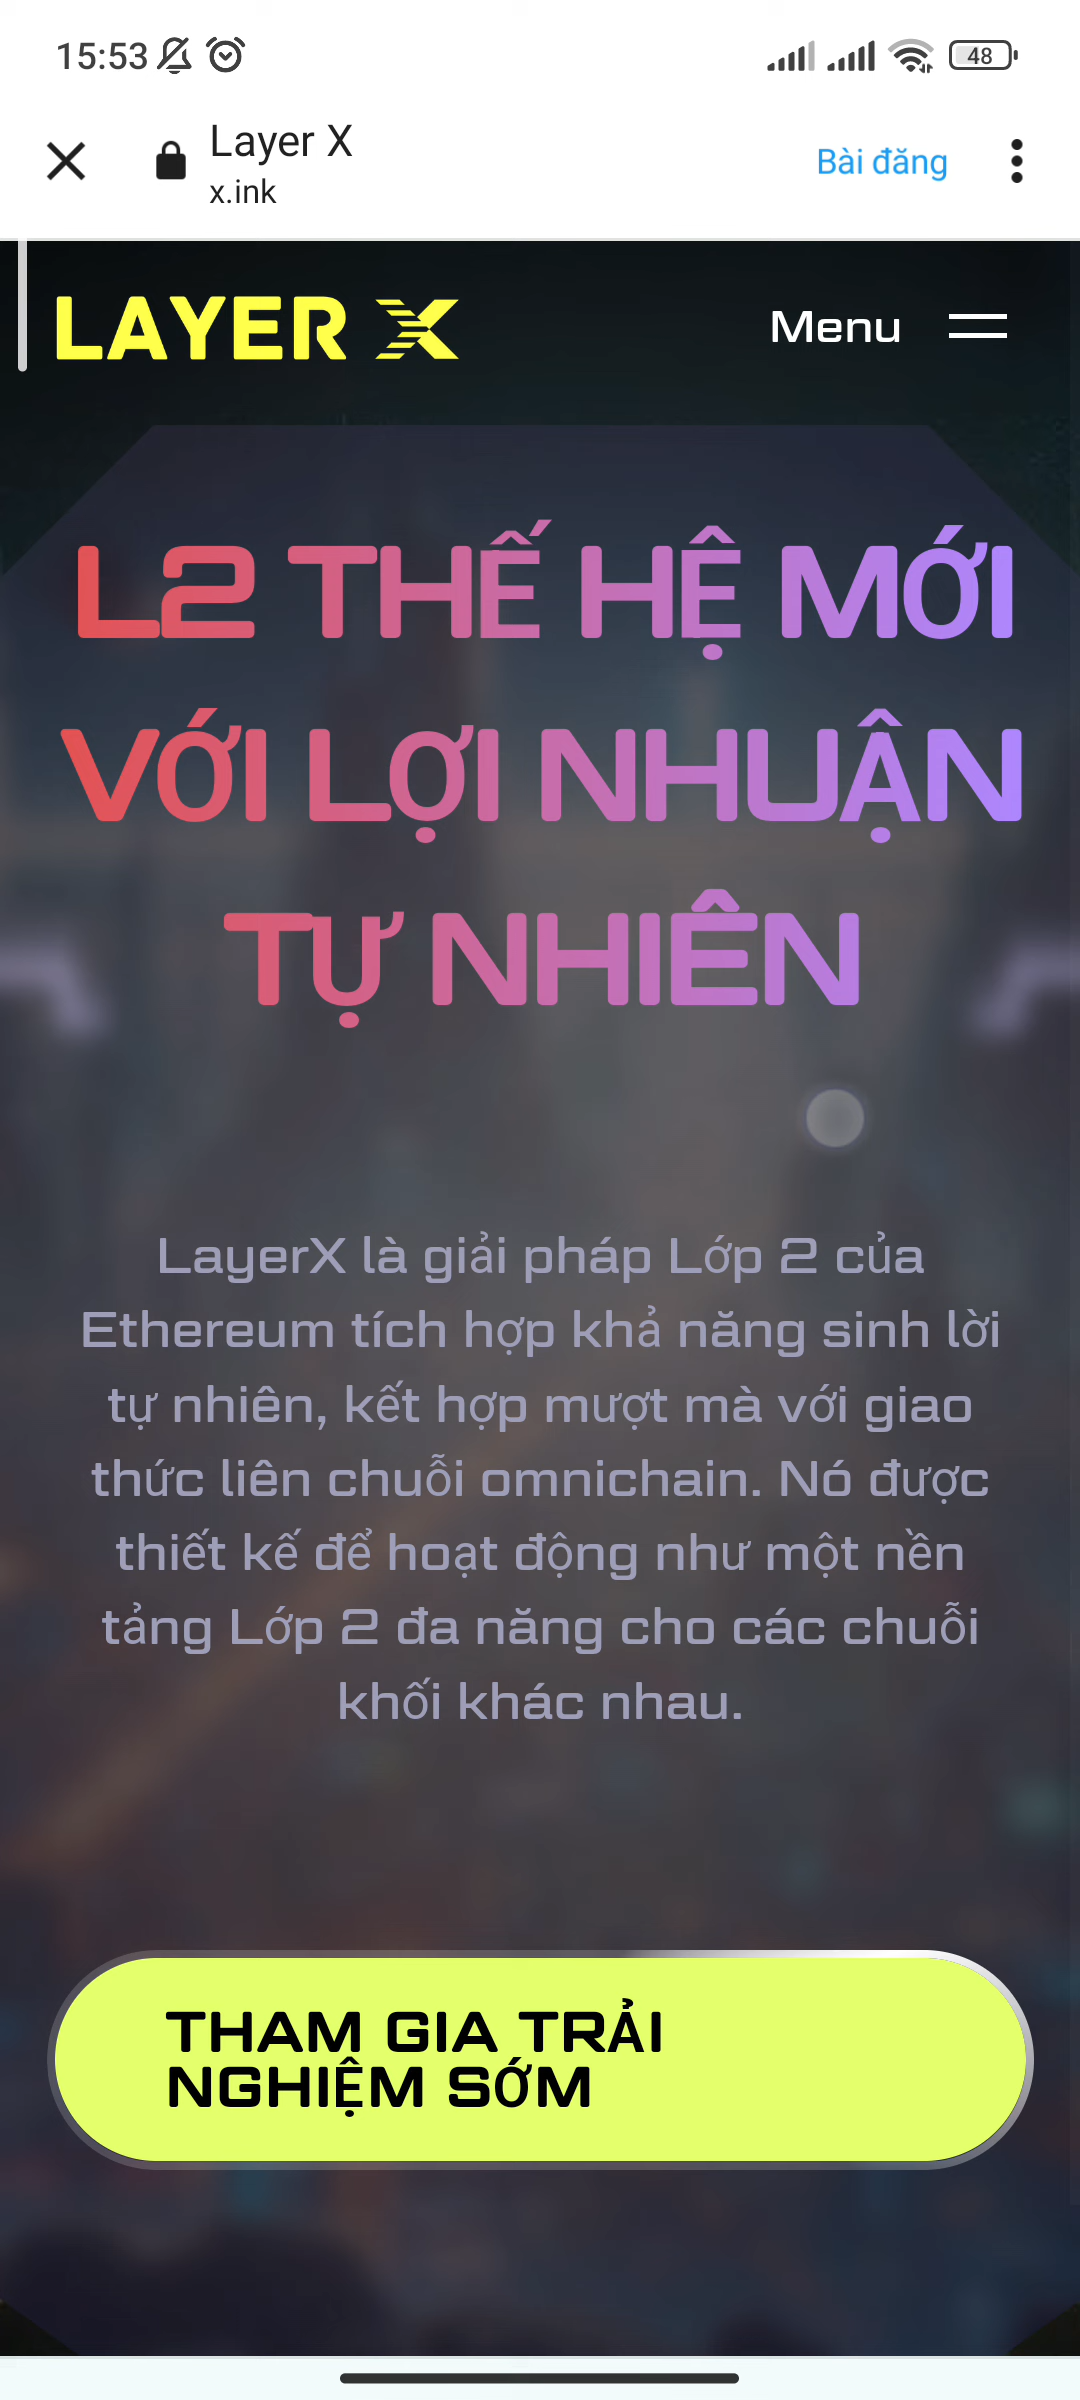 15:53
48
Layer X
x.ink
Bài đăng
LAYER X
Menu
L2 THẾ HỆ MỚI
VỚI LỢI NHUẬN
TỰ NHIÊN
LayerX là giải pháp Lớp 2 của
Ethereum tích hợp khả năng sinh lời
tự nhiên, kết hợp mượt mà với giao
thức liên chuỗi omnichain. Nó được
thiết kế để hoạt động như một nền
tảng Lớp 2 đa năng cho các chuỗi
khối khác nhau.
THAM GIA TRẢI
NGHIỆM SỚM